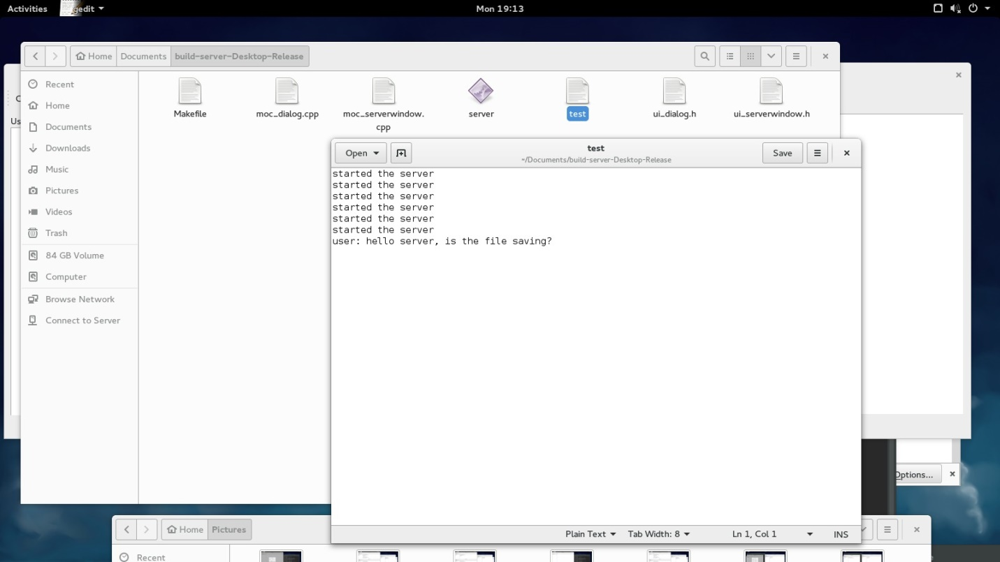 Activities
gedit
Mon 19:13
Home
Documents
build-server-Desktop-Release
Recent
Home
Documents
Downloads
Music
Pictures
Videos
Trash
84 GB Volume
Computer
Browse Network
Connect to Server
Makefile
moc_dialog.cpp
moc_serverwindow.
cpp
server
test
ui_dialog.h
ui_serverwindow.h
Open
test
~/Documents/build-server-Desktop-Release
Save
started the server
started the server
started the server
started the server
started the server
started the server
user: hello server, is the file saving?
Plain Text
Tab Width: 8
Ln 1, Col 1
INS
Options...
Home
Pictures
Recent